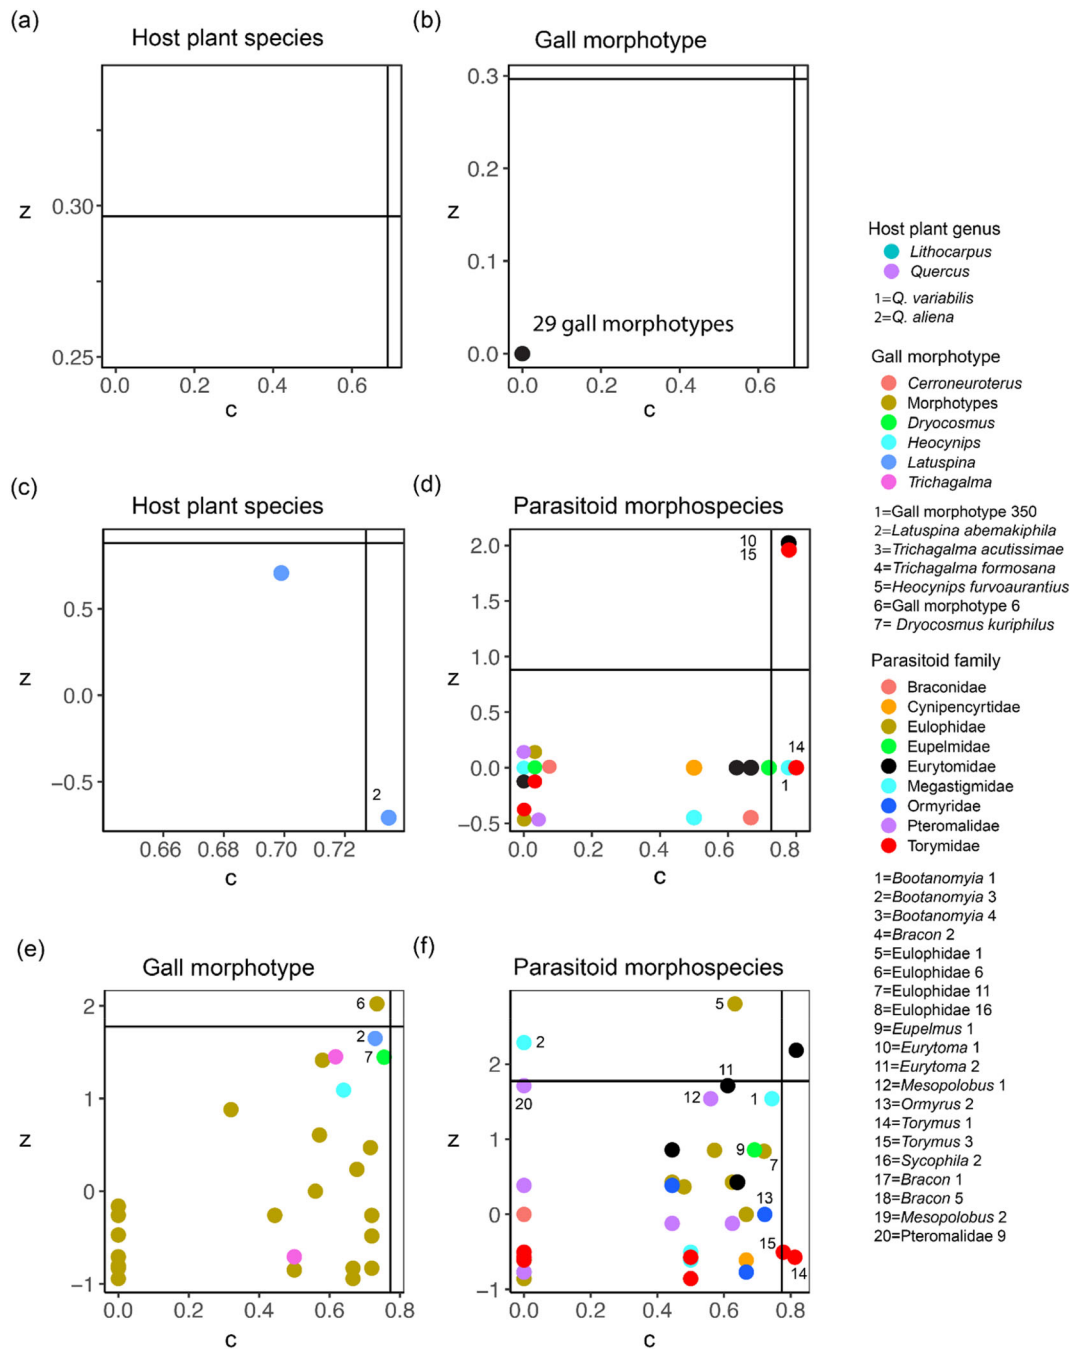 (a)
Host plant species
z
0.30
0.25
0.0 0.2 0.4 0.6
c
(b)
Gall morphotype
z
0.3
0.2
0.1
0.0
29 gall morphotypes
0.0 0.2 0.4 0.6
c
(c)
Host plant species
z
0.5
0.0
−0.5
2
0.66 0.68 0.70 0.72
c
(d)
Parasitoid morphospecies
z
2.0
1.5
1.0
0.5
0.0
−0.5
10
15
14
1
0.0 0.2 0.4 0.6 0.8
c
(e)
Gall morphotype
z
2
1
0
−1
6
2
7
0.0 0.2 0.4 0.6 0.8
c
(f)
Parasitoid morphospecies
z
2
1
0
−1
5
2
11
20
12
1
9
7
13
15
14
0.0 0.2 0.4 0.6 0.8
c
Host plant genus
Lithocarpus
Quercus
1=Q. variabilis
2=Q. aliena
Gall morphotype
Cerroneuroterus
Morphotypes
Dryocosmus
Heocynips
Latuspina
Trichagalma
1=Gall morphotype 350
2=Latuspina abemakiphila
3=Trichagalma acutissimae
4=Trichagalma formosana
5=Heocynips furvoaurantius
6=Gall morphotype 6
7= Dryocosmus kuriphilus
Parasitoid family
Braconidae
Cynipencyrtidae
Eulophidae
Eupelmidae
Eurytomidae
Megastigmidae
Ormyridae
Pteromalidae
Torymidae
1=Bootanomyia 1
2=Bootanomyia 3
3=Bootanomyia 4
4=Bracon 2
5=Eulophidae 1
6=Eulophidae 6
7=Eulophidae 11
8=Eulophidae 16
9=Eupelmus 1
10=Eurytoma 1
11=Eurytoma 2
12=Mesopolobus 1
13=Ormyrus 2
14=Torymus 1
15=Torymus 3
16=Sycophila 2
17=Bracon 1
18=Bracon 5
19=Mesopolobus 2
20=Pteromalidae 9